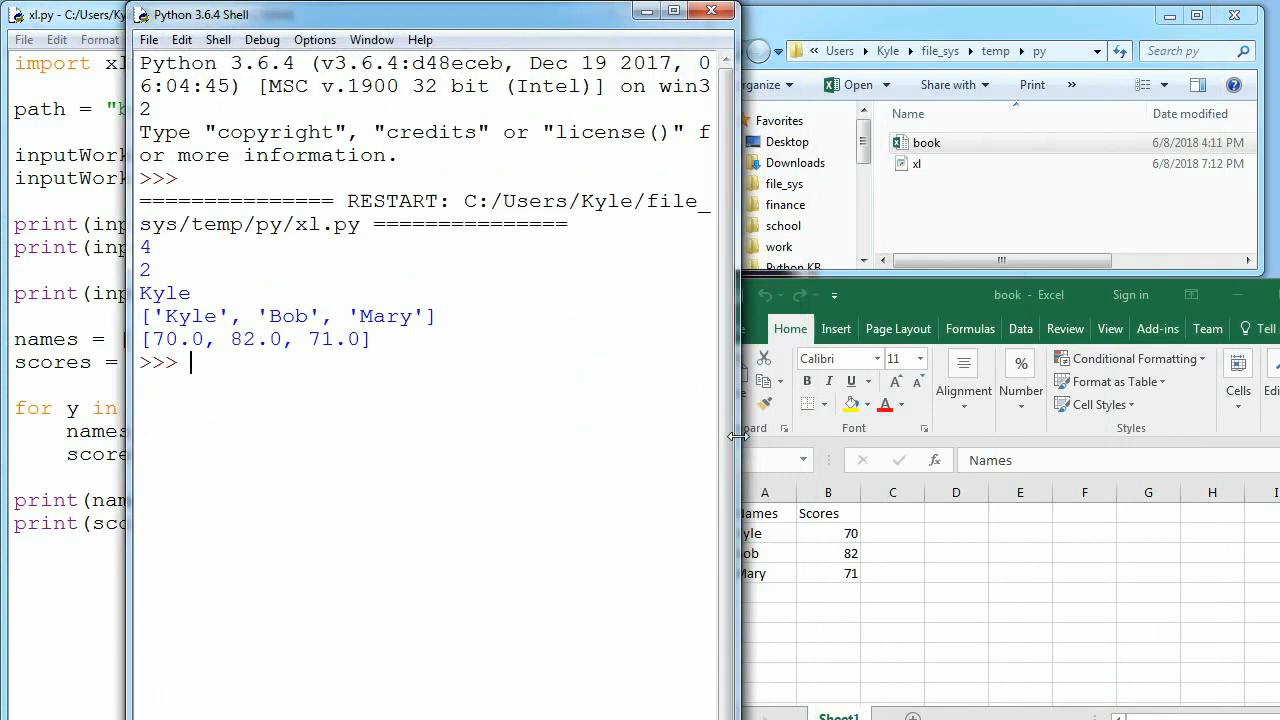 xl.py - C:/Users/Ky
File Edit Format
import xl
path = "b
inputWork
inputWork
print(inp
print(inp
print(inp
names = [
scores =
for y in
names
score
print(nam
print(sco
Python 3.6.4 Shell
File Edit Shell Debug Options Window Help
Python 3.6.4 (v3.6.4:d48eceb, Dec 19 2017, 0
6:04:45) [MSC v.1900 32 bit (Intel)] on win3
2
Type "copyright", "credits" or "license()" f
or more information.
>>>
=============== RESTART: C:/Users/Kyle/file_
sys/temp/py/xl.py ===============
4
2
Kyle
['Kyle', 'Bob', 'Mary']
[70.0, 82.0, 71.0]
>>>
Users Kyle file_sys temp py Search py
rganize Open Share with Print »
Favorites
Desktop
Downloads
file_sys
finance
school
work
Python KB
Name Date modified
book 6/8/2018 4:11 PM
xl 6/8/2018 7:12 PM
book - Excel Sign in
Home Insert Page Layout Formulas Data Review View Add-ins Team Tell
Calibri 11
B I U
A A
A
Alignment
%
Number
Conditional Formatting
Format as Table
Cell Styles
Cells
Edi
board Font Styles
fx Names
A B C D E F G H I
Names Scores
yle 70
ob 82
Mary 71
Sheet1